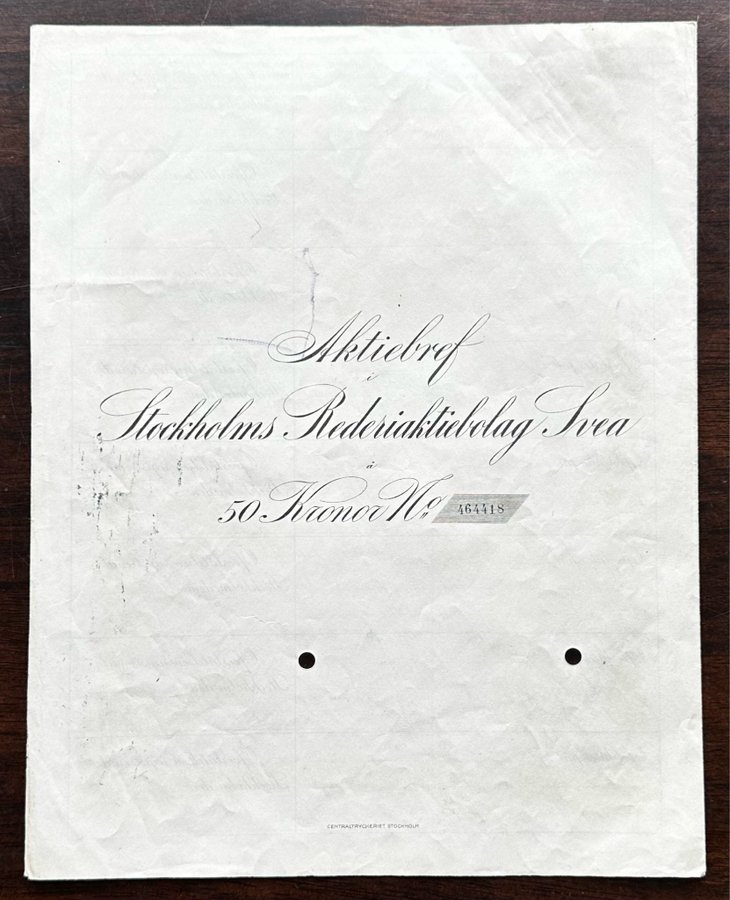 Aktiebref
i
Stockholms Rederiaktiebolag Svea
à
50 Kronor No 464418
CENTRALTRYCKERIET STOCKHOLM